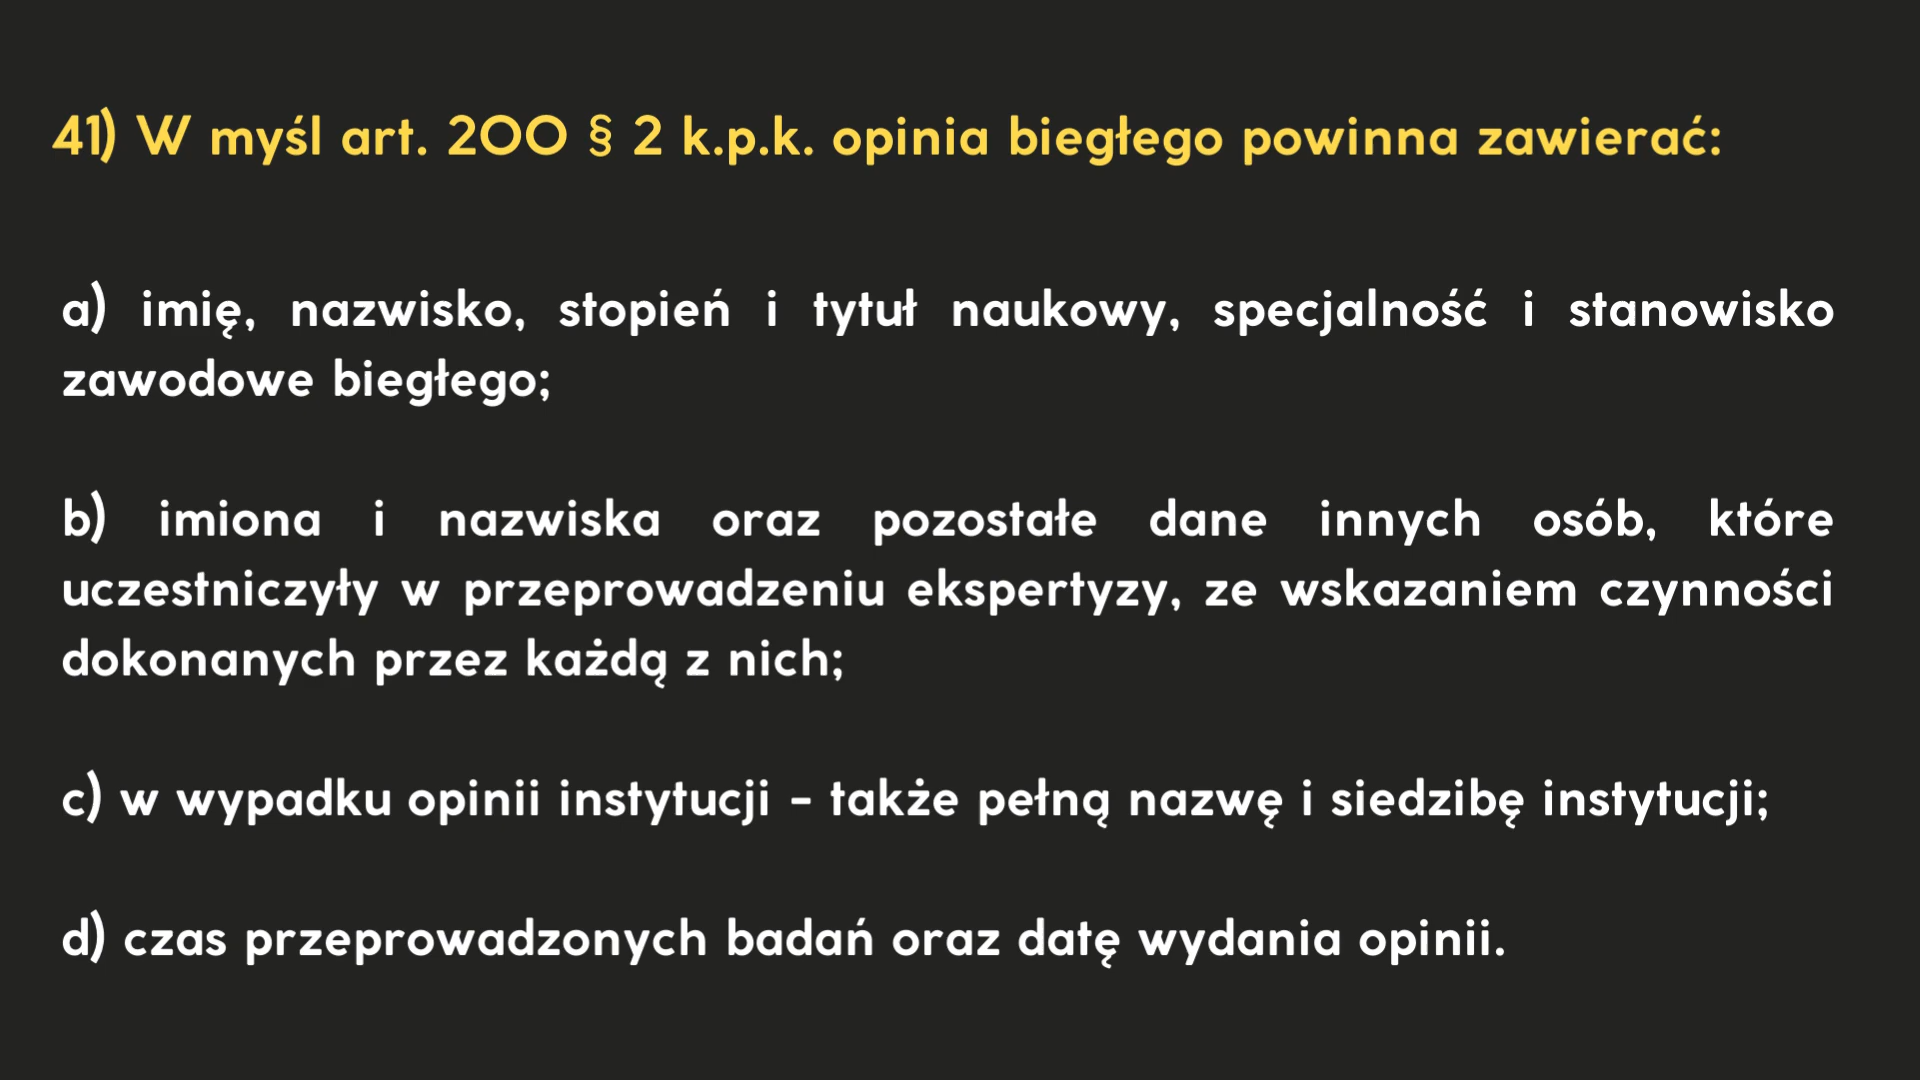 41) W myśl art. 200 § 2 k.p.k. opinia biegłego powinna zawierać:
a) imię, nazwisko, stopień i tytuł naukowy, specjalność i stanowisko
zawodowe biegłego;
b) imiona i nazwiska oraz pozostałe dane innych osób, które
uczestniczyły w przeprowadzeniu ekspertyzy, ze wskazaniem czynności
dokonanych przez każdą z nich;
c) w wypadku opinii instytucji - także pełną nazwę i siedzibę instytucji;
d) czas przeprowadzonych badań oraz datę wydania opinii.